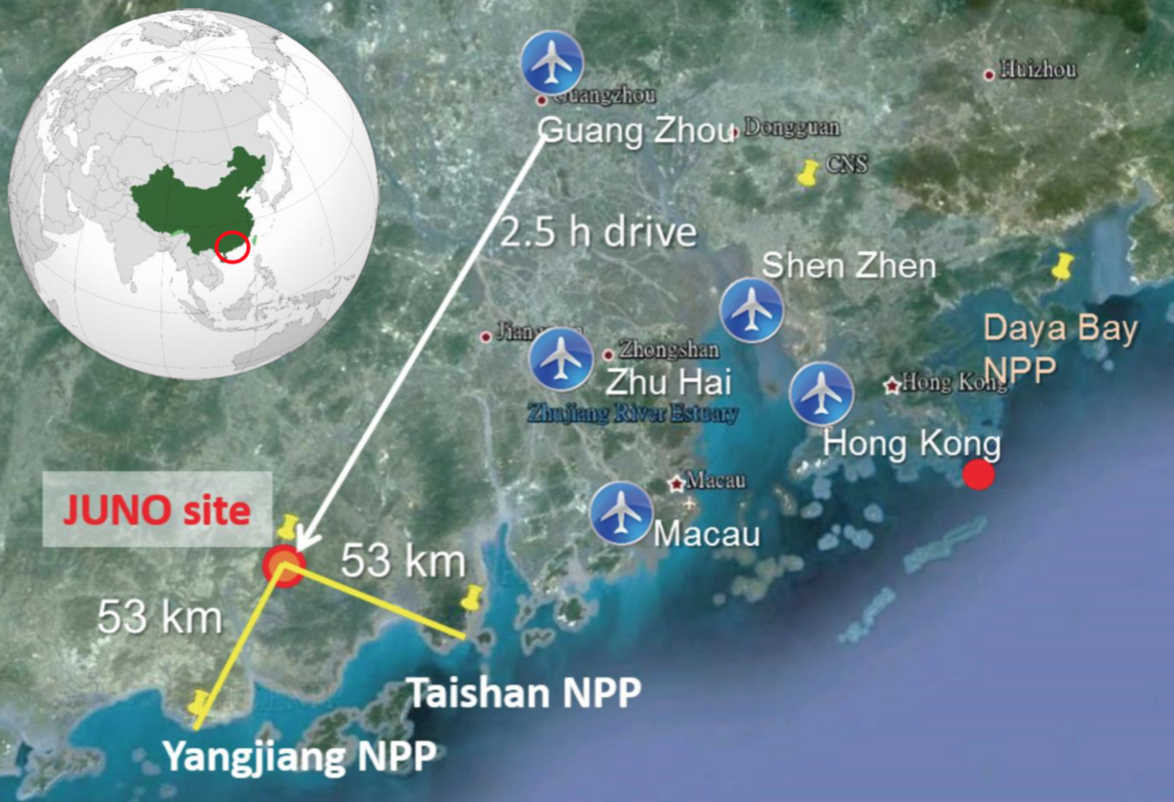 Huizhou
Guangzhou
Guang Zhou
Dongguan
CNS
2.5 h drive
Shen Zhen
Daya Bay
NPP
Zhongshan
Zhu Hai
Zhujiang River Estuary
Hong Kong
Hong Kong
Macau
Macau
JUNO site
53 km
53 km
Taishan NPP
Yangjiang NPP